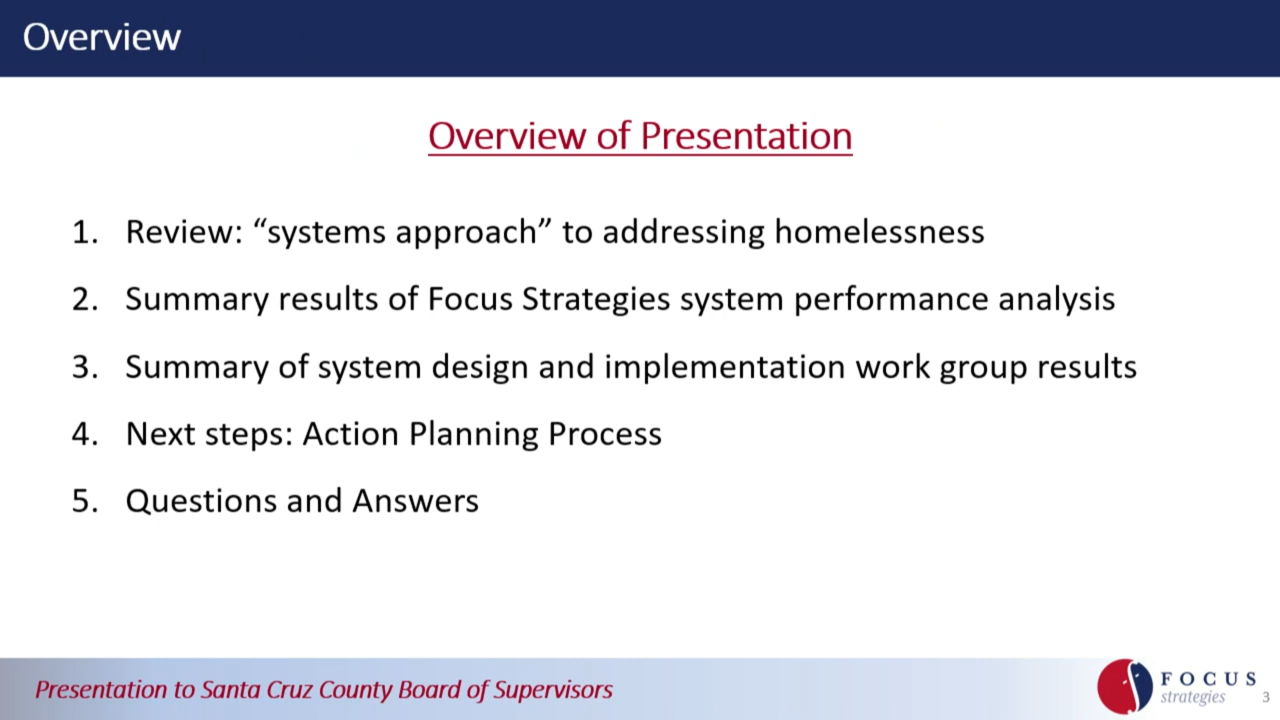 Overview
Overview of Presentation
1. Review: “systems approach” to addressing homelessness
2. Summary results of Focus Strategies system performance analysis
3. Summary of system design and implementation work group results
4. Next steps: Action Planning Process
5. Questions and Answers
Presentation to Santa Cruz County Board of Supervisors
FOCUS
strategies
3